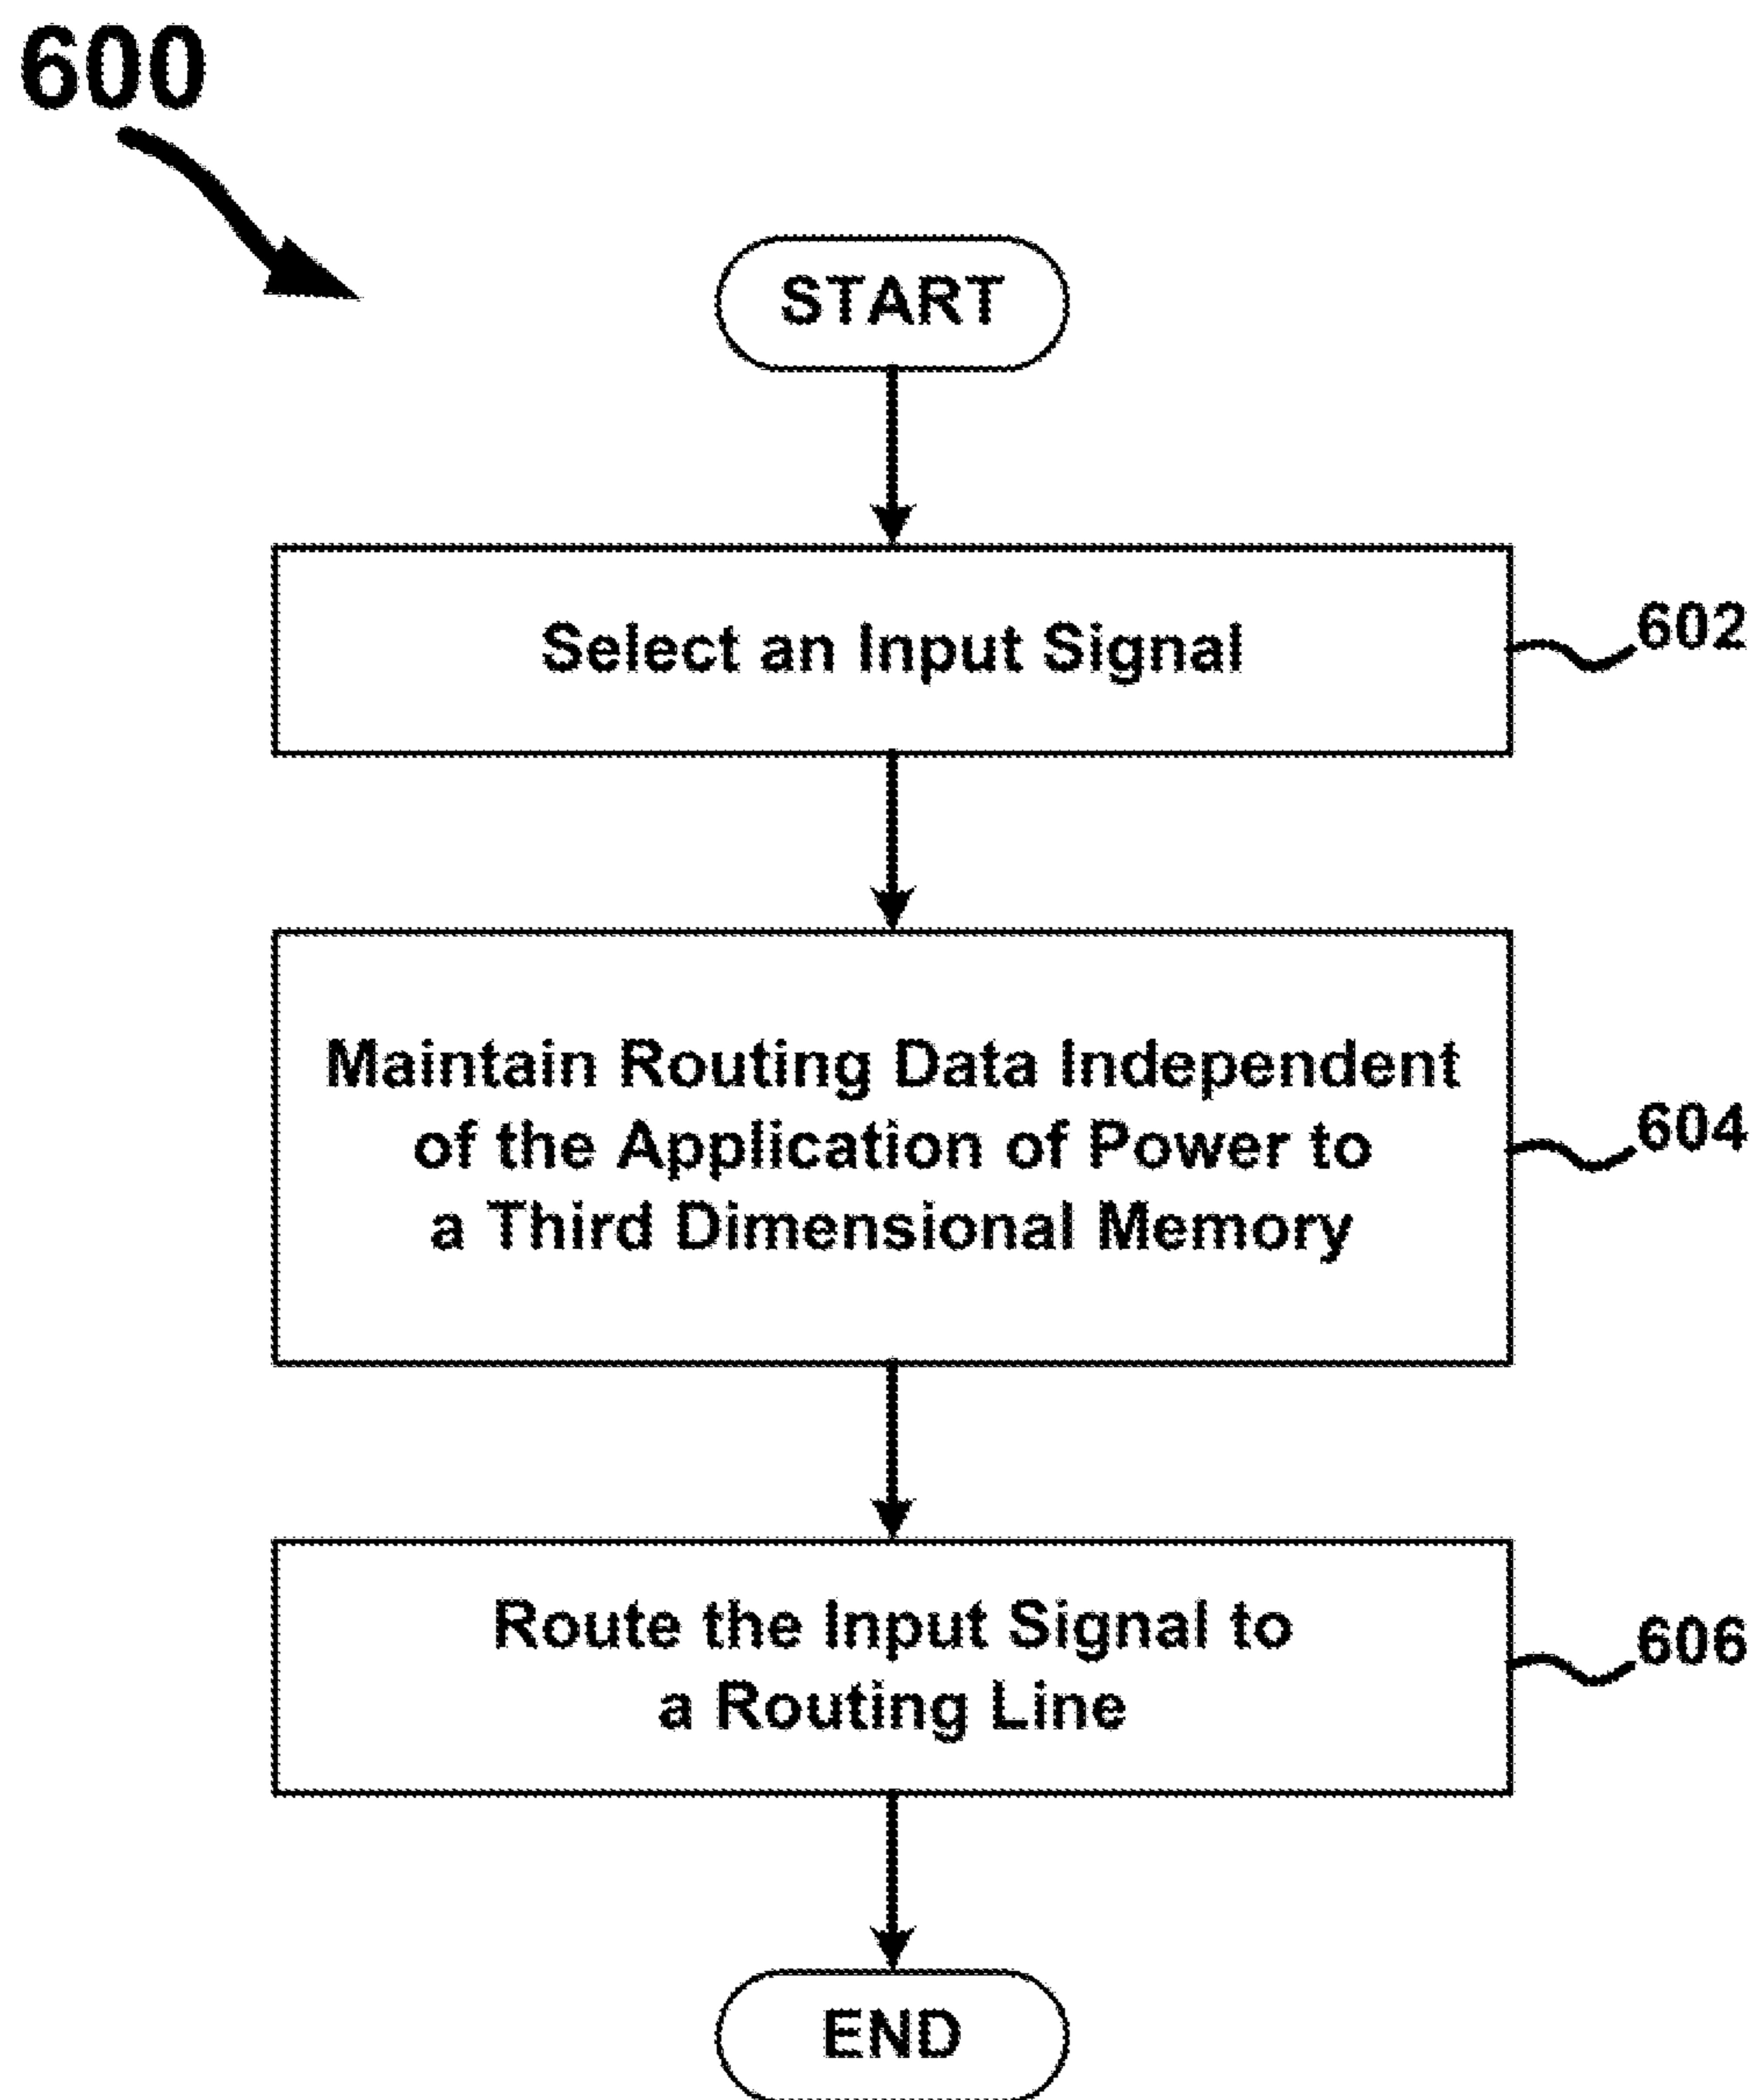 600
START
Select an Input Signal
602
Maintain Routing Data Independent
of the Application of Power to
a Third Dimensional Memory
604
Route the Input Signal to
a Routing Line
606
END